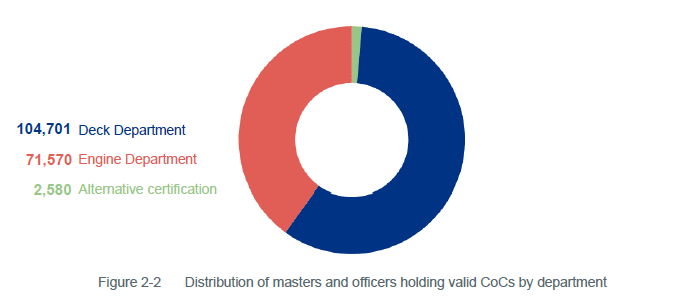 104,701 Deck Department
71,570 Engine Department
2,580 Alternative certification
Figure 2-2 Distribution of masters and officers holding valid CoCs by department